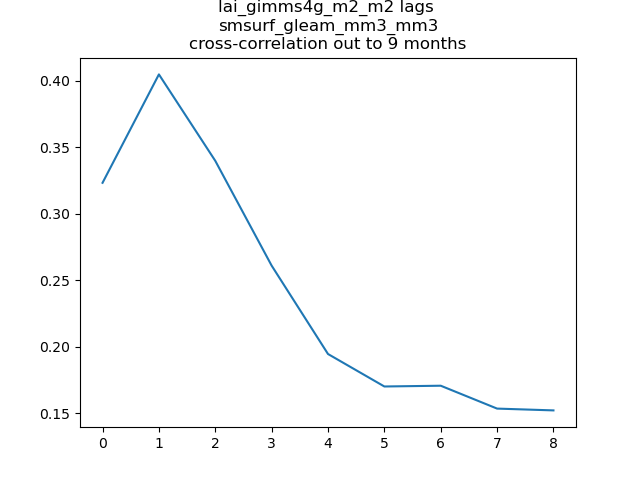 lai_gimms4g_m2_m2 lags
smsurf_gleam_mm3_mm3
cross-correlation out to 9 months
0.40
0.35
0.30
0.25
0.20
0.15
0 1 2 3 4 5 6 7 8